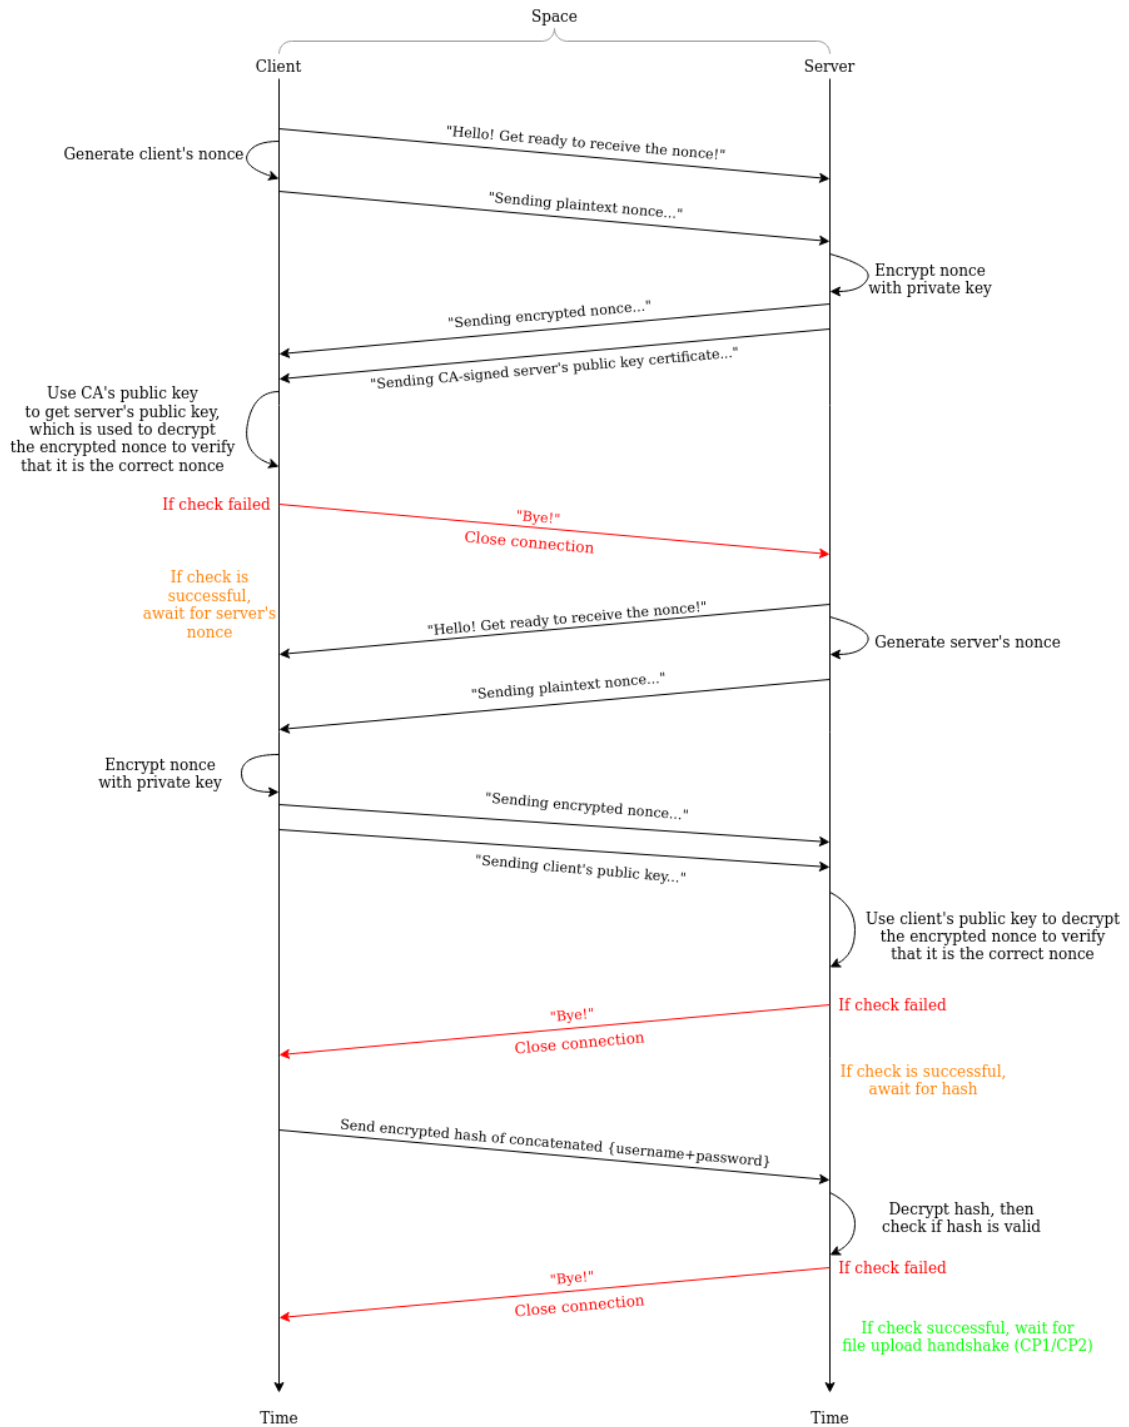 Space
Client
Server
"Hello! Get ready to receive the nonce!"
Generate client's nonce
"Sending plaintext nonce..."
Encrypt nonce
with private key
"Sending encrypted nonce..."
"Sending CA-signed server's public key certificate..."
Use CA's public key
to get server's public key,
which is used to decrypt
the encrypted nonce to verify
that it is the correct nonce
If check failed
"Bye!"
Close connection
If check is
successful,
await for server's
nonce
"Hello! Get ready to receive the nonce!"
Generate server's nonce
"Sending plaintext nonce..."
Encrypt nonce
with private key
"Sending encrypted nonce..."
"Sending client's public key..."
Use client's public key to decrypt
the encrypted nonce to verify
that it is the correct nonce
If check failed
"Bye!"
Close connection
If check is successful,
await for hash
Send encrypted hash of concatenated {username+password}
Decrypt hash, then
check if hash is valid
If check failed
"Bye!"
Close connection
If check successful, wait for
file upload handshake (CP1/CP2)
Time
Time